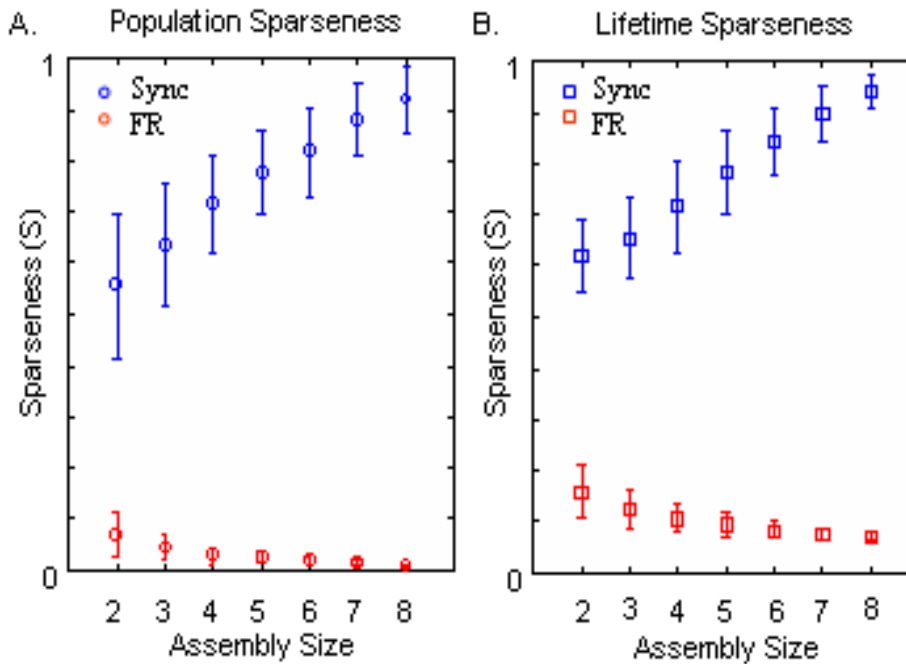 A. Population Sparseness
1
Sync
FR
Sparseness (S)
0
2 3 4 5 6 7 8
Assembly Size
B. Lifetime Sparseness
1
Sync
FR
Sparseness (S)
0
2 3 4 5 6 7 8
Assembly Size